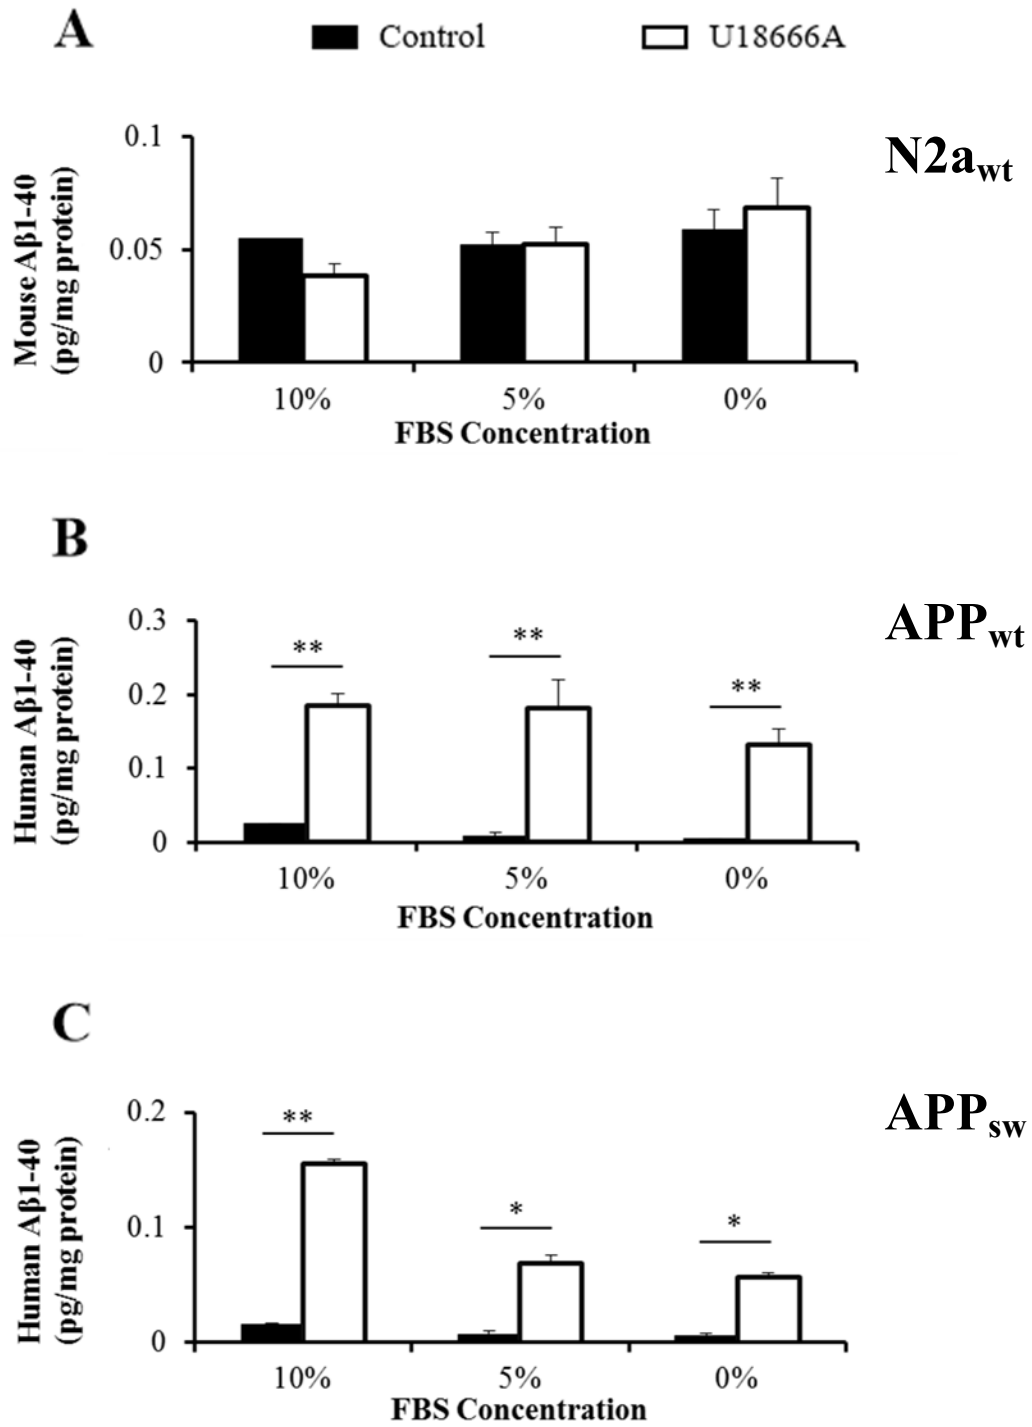 A
Control
U18666A
N2awt
Mouse Aβ1-40
(pg/mg protein)
0.1
0.05
0
10%
5%
0%
FBS Concentration
B
APPwt
Human Aβ1-40
(pg/mg protein)
0.3
0.2
0.1
0
**
**
**
10%
5%
0%
FBS Concentration
C
APPsw
Human Aβ1-40
(pg/mg protein)
0.2
0.1
0
**
*
*
10%
5%
0%
FBS Concentration